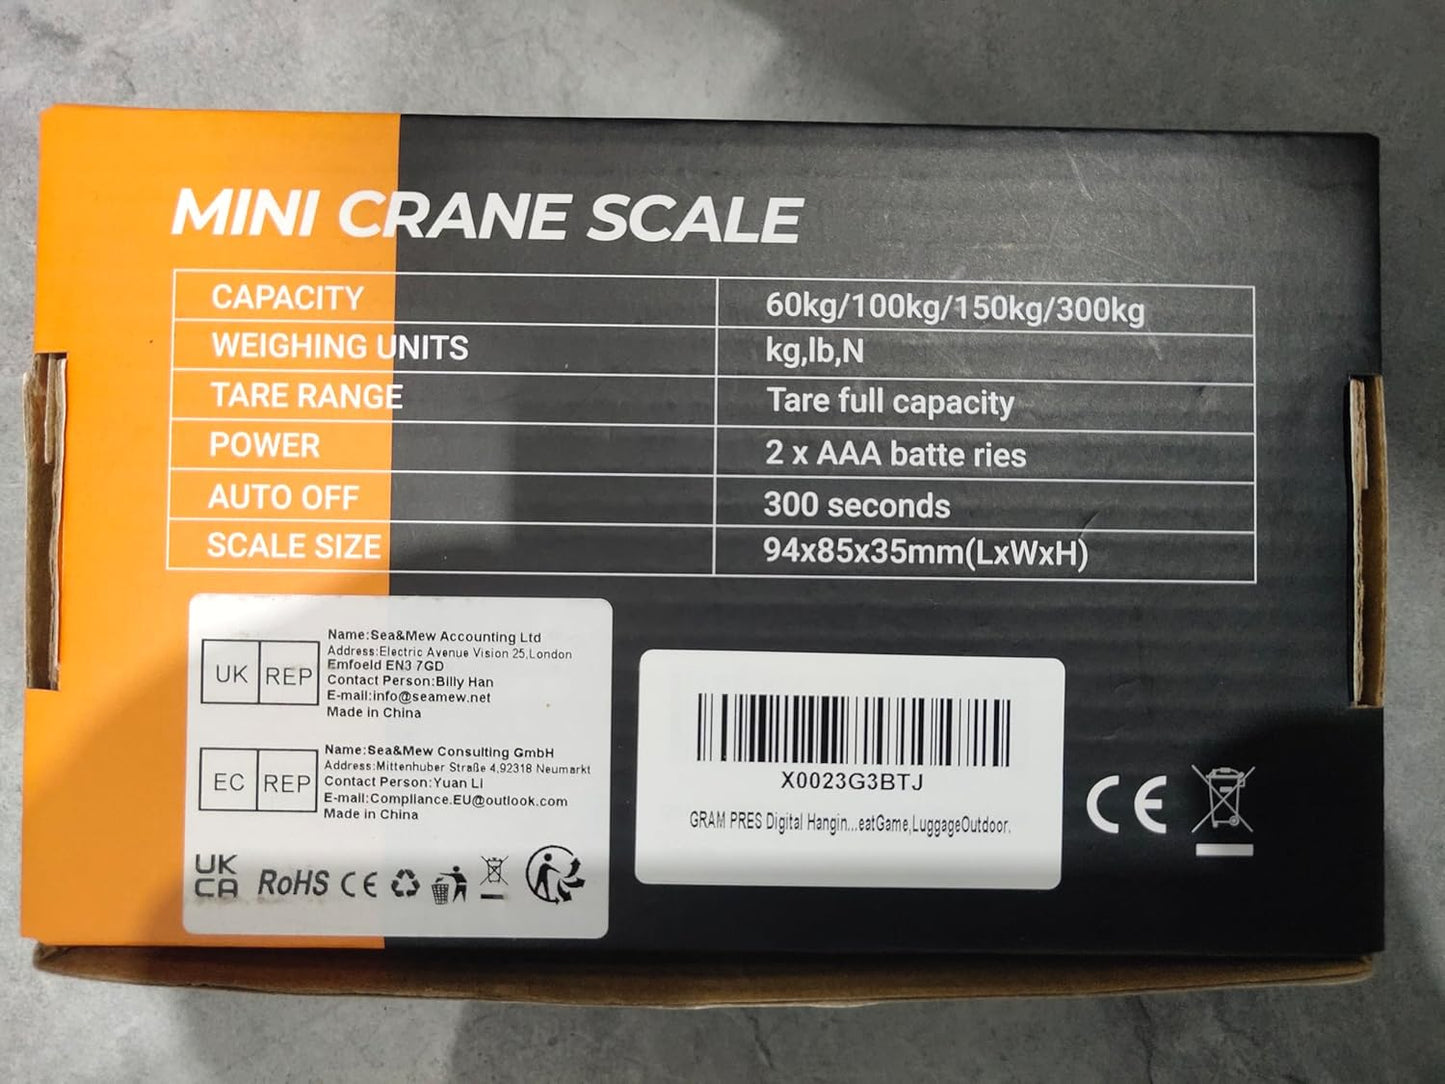 MINI CRANE SCALE
CAPACITY 60kg/100kg/150kg/300kg
WEIGHING UNITS kg,lb,N
TARE RANGE Tare full capacity
POWER 2 x AAA batte ries
AUTO OFF 300 seconds
SCALE SIZE 94x85x35mm(LxWxH)
UK REP
Name:Sea&Mew Accounting Ltd
Address:Electric Avenue Vision 25,London
Emfoeld EN3 7GD
Contact Person:Billy Han
E-mail:info@seamew.net
Made in China
EC REP
Name:Sea&Mew Consulting GmbH
Address:Mittenhuber Straße 4,92318 Neumarkt
Contact Person:Yuan Li
E-mail:Compliance.EU@outlook.com
Made in China
UK
CA RoHS CE
X0023G3BTJ
GRAM PRES Digital Hangin...eatGame,LuggageOutdoor.
CE